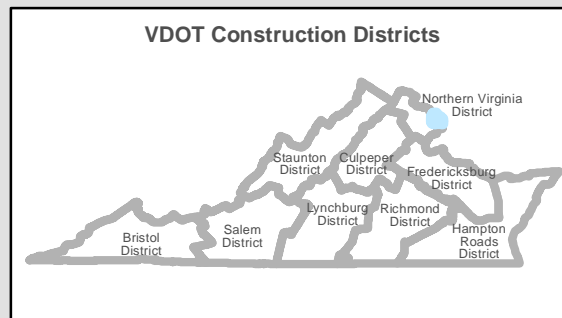 VDOT Construction Districts
Northern Virginia
District
Staunton
District
Culpeper
District
Fredericksburg
District
Lynchburg
District
Richmond
District
Salem
District
Bristol
District
Hampton
Roads
District